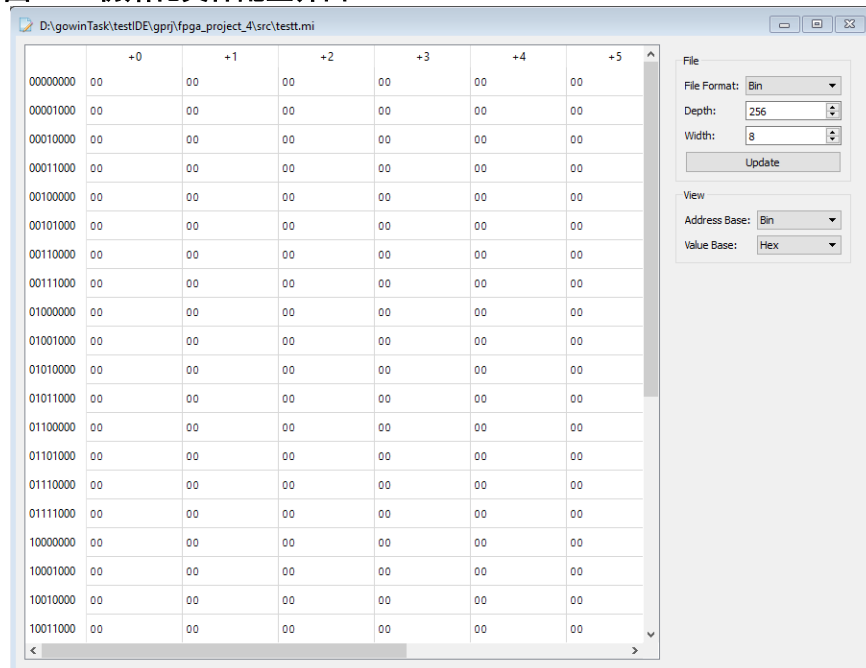 D:\gowinTask\testIDE\gprj\fpga_project_4\src\testt.mi
+0 +1 +2 +3 +4 +5
00000000 00 00 00 00 00 00
00001000 00 00 00 00 00 00
00010000 00 00 00 00 00 00
00011000 00 00 00 00 00 00
00100000 00 00 00 00 00 00
00101000 00 00 00 00 00 00
00110000 00 00 00 00 00 00
00111000 00 00 00 00 00 00
01000000 00 00 00 00 00 00
01001000 00 00 00 00 00 00
01010000 00 00 00 00 00 00
01011000 00 00 00 00 00 00
01100000 00 00 00 00 00 00
01101000 00 00 00 00 00 00
01110000 00 00 00 00 00 00
01111000 00 00 00 00 00 00
10000000 00 00 00 00 00 00
10001000 00 00 00 00 00 00
10010000 00 00 00 00 00 00
10011000 00 00 00 00 00 00
File
File Format: Bin
Depth: 256
Width: 8
Update
View
Address Base: Bin
Value Base: Hex